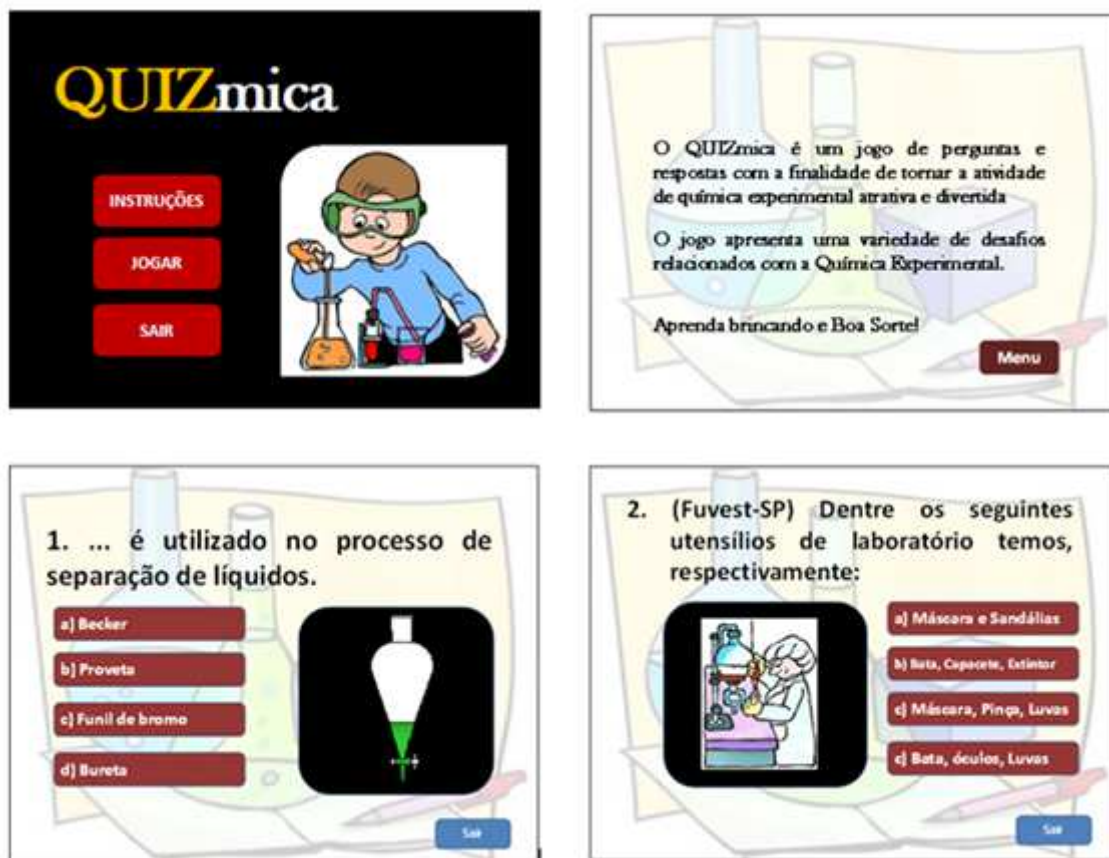 QUIZmica
INSTRUÇÕES
JOGAR
SAIR
O QUIZmica é um jogo de perguntas e
respostas com a finalidade de tornar a atividade
de química experimental atrativa e divertida
O jogo apresenta uma variedade de desafios
relacionados com a Química Experimental.
Aprenda brincando e Boa Sorte!
Menu
1. ... é utilizado no processo de
separação de líquidos.
a) Becker
b) Proveta
c) Funil de bromo
d) Bureta
Sair
2. (Fuvest-SP) Dentre os seguintes
utensílios de laboratório temos,
respectivamente:
a) Máscara e Sandálias
b) Bata, Capacete, Extintor
c) Máscara, Pinça, Luvas
c) Bata, óculos, Luvas
Sair